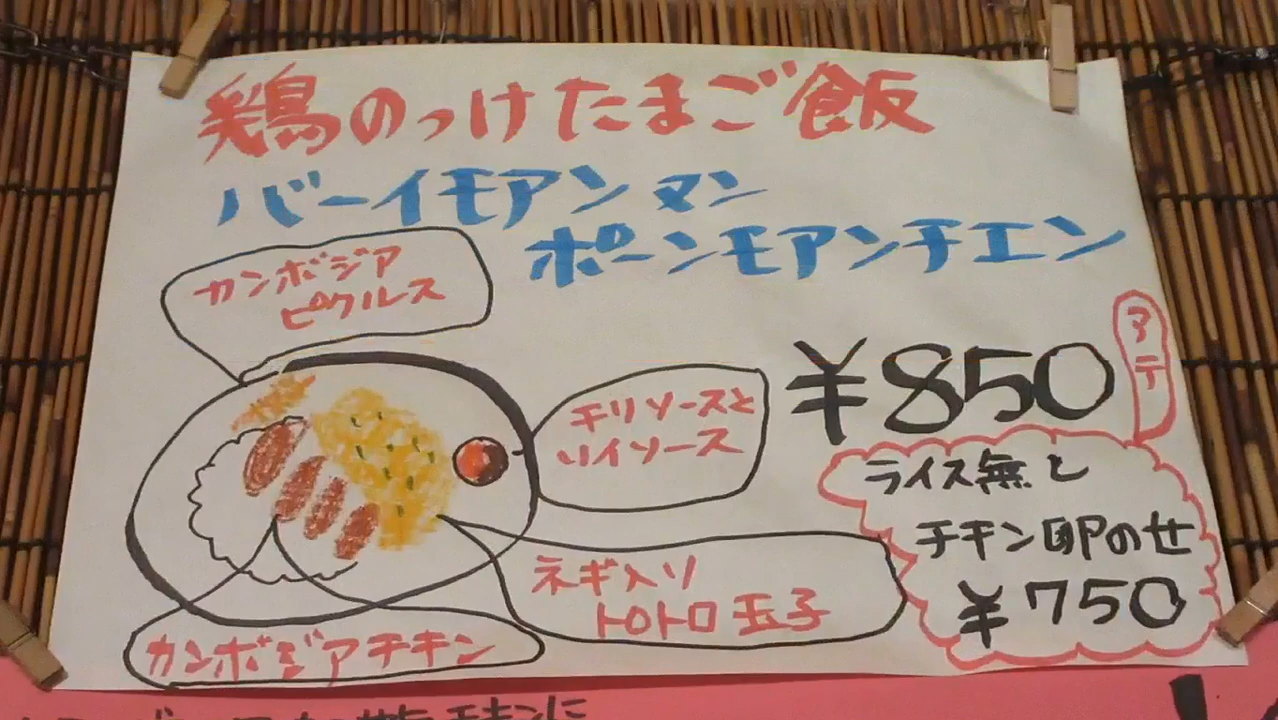 鶏のっけたまご飯
バーイモアン マン
ポーンモアンチエン
カンボジア
ピクルス
チリソースと
ソイソース
¥850
アテ
ライス無と
チキン卵のせ
¥750
ネギ入り
トロトロ玉子
カンボジアチキン